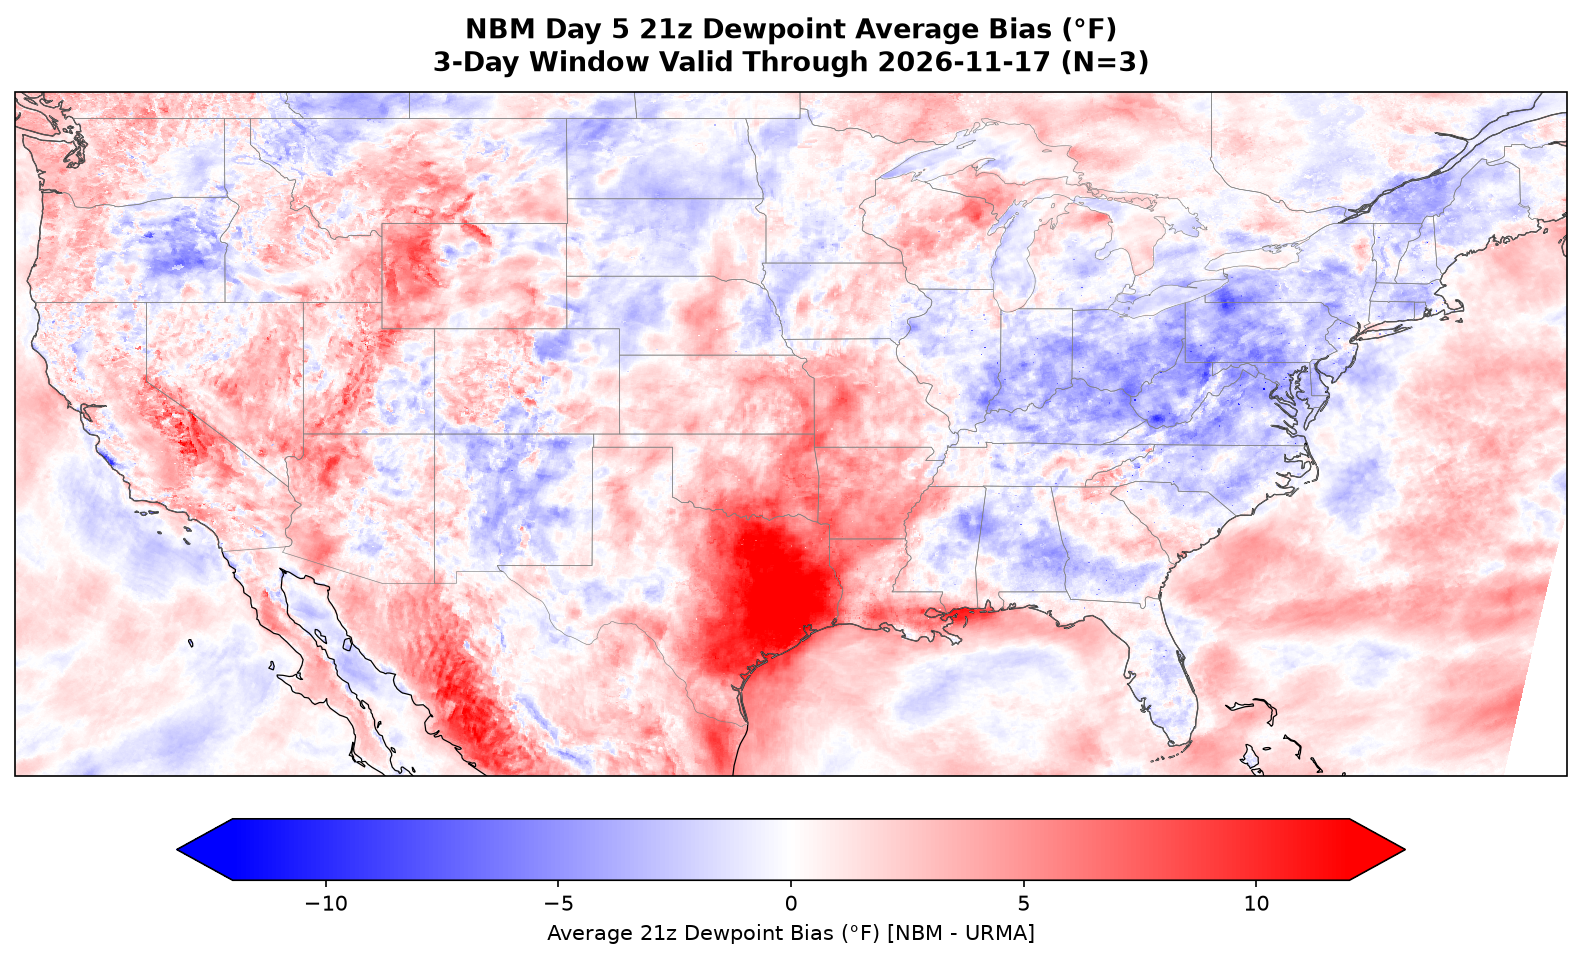 NBM Day 5 21z Dewpoint Average Bias (°F)
3-Day Window Valid Through 2026-11-17 (N=3)
−10 −5 0 5 10
Average 21z Dewpoint Bias (°F) [NBM - URMA]